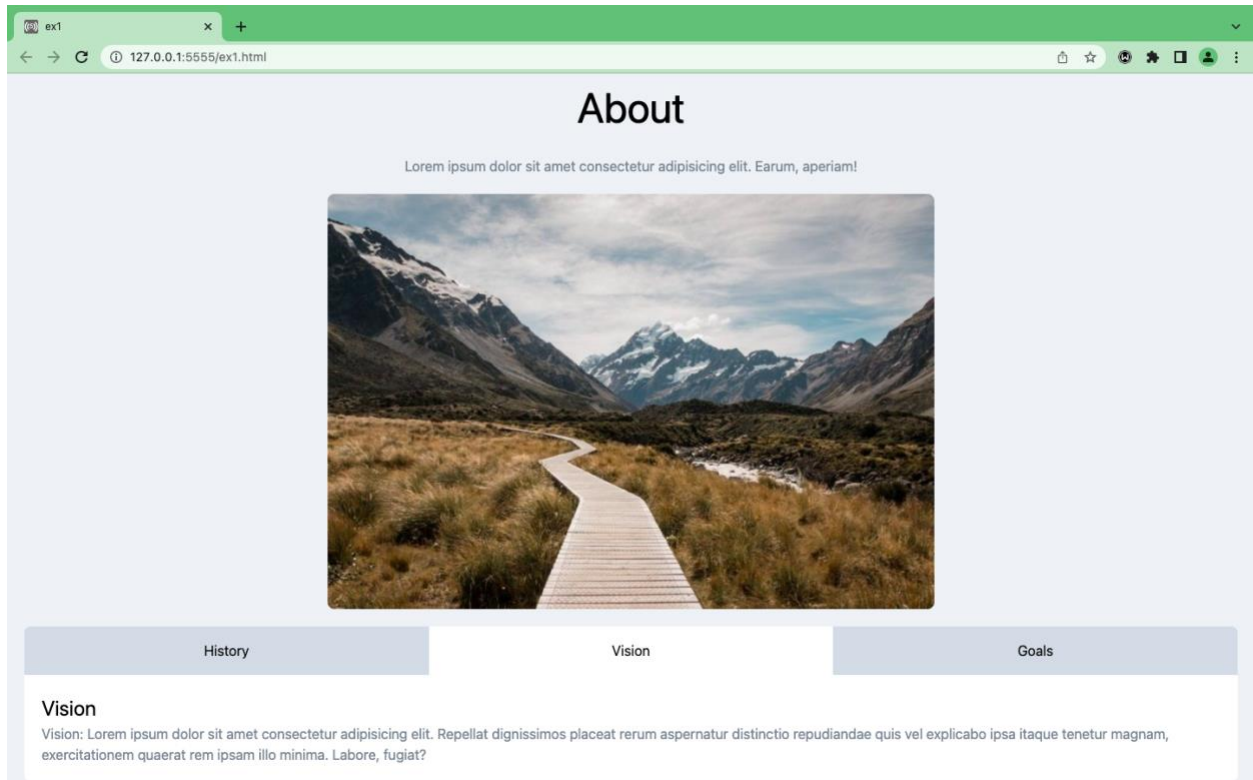 ex1
127.0.0.1:5555/ex1.html
About
Lorem ipsum dolor sit amet consectetur adipisicing elit. Earum, aperiam!
History
Vision
Goals
Vision
Vision: Lorem ipsum dolor sit amet consectetur adipisicing elit. Repellat dignissimos placeat rerum aspernatur distinctio repudiandae quis vel explicabo ipsa itaque tenetur magnam,
exercitationem quaerat rem ipsam illo minima. Labore, fugiat?